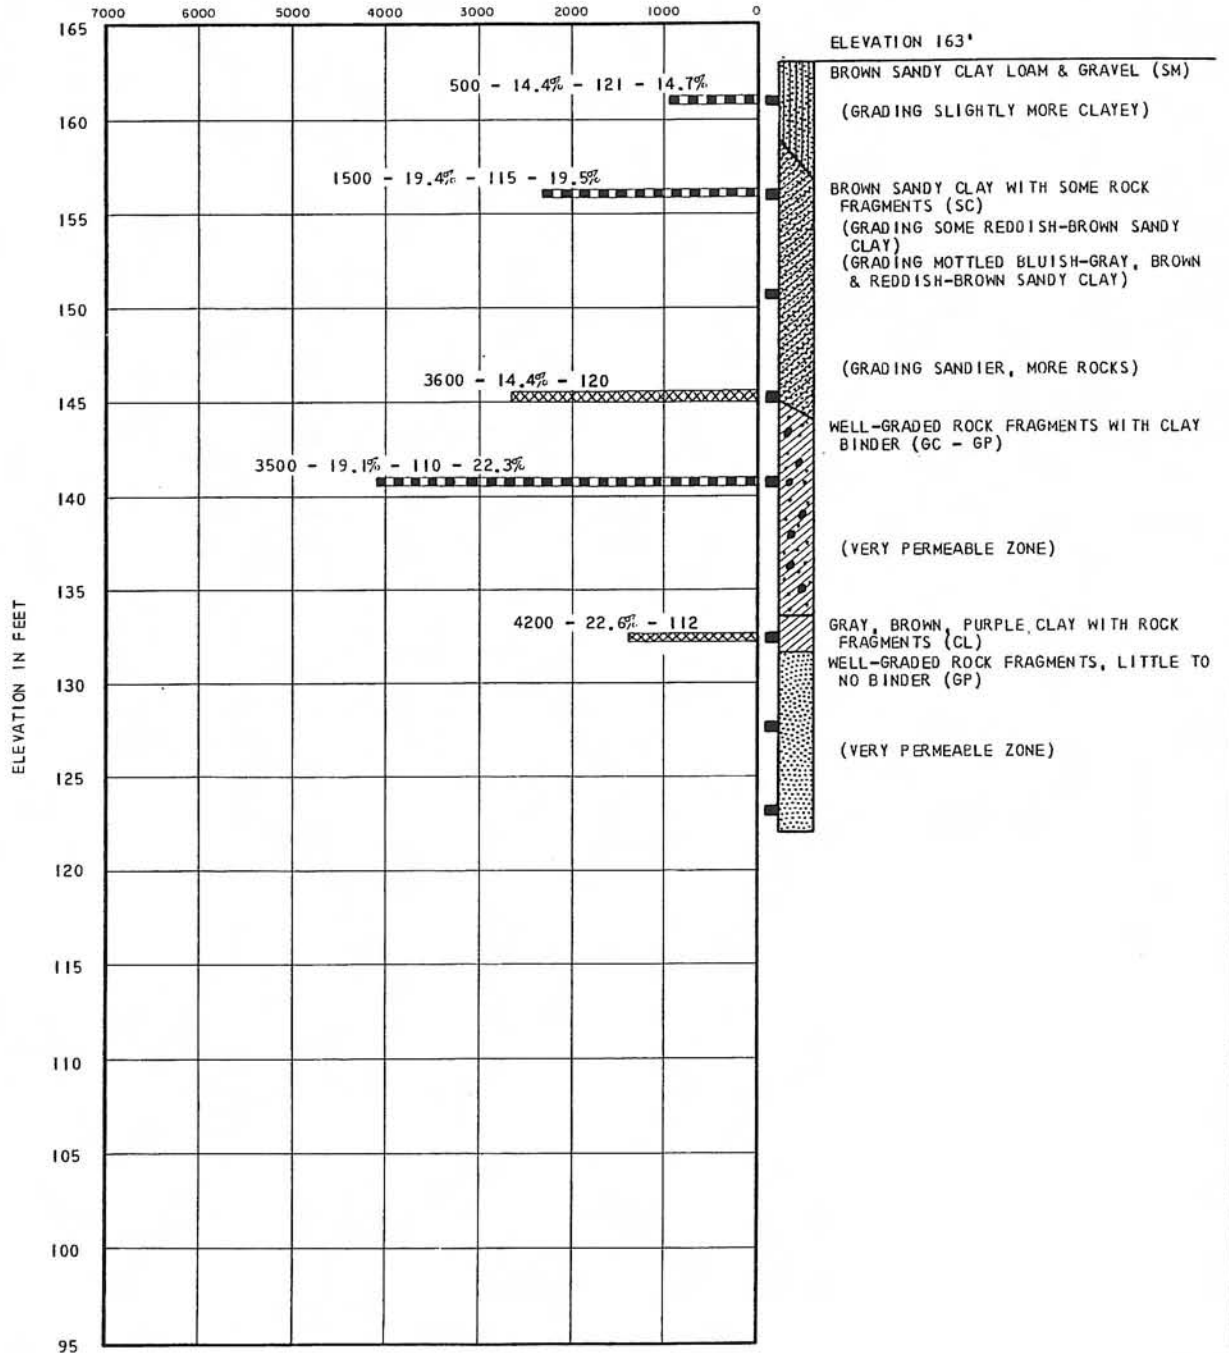 7000 6000 5000 4000 3000 2000 1000 0
165
ELEVATION 163'
BROWN SANDY CLAY LOAM & GRAVEL (SM)
500 - 14.4% - 121 - 14.7%
(GRADING SLIGHTLY MORE CLAYEY)
160
1500 - 19.4% - 115 - 19.5%
BROWN SANDY CLAY WITH SOME ROCK
FRAGMENTS (SC)
155
(GRADING SOME REDDISH-BROWN SANDY
CLAY)
(GRADING MOTTLED BLUISH-GRAY, BROWN
& REDDISH-BROWN SANDY CLAY)
150
(GRADING SANDIER, MORE ROCKS)
3600 - 14.4% - 120
145
WELL-GRADED ROCK FRAGMENTS WITH CLAY
BINDER (GC - GP)
3500 - 19.1% - 110 - 22.3%
140
(VERY PERMEABLE ZONE)
135
4200 - 22.6% - 112
GRAY, BROWN, PURPLE CLAY WITH ROCK
FRAGMENTS (CL)
WELL-GRADED ROCK FRAGMENTS, LITTLE TO
NO BINDER (GP)
130
ELEVATION IN FEET
(VERY PERMEABLE ZONE)
125
120
115
110
105
100
95